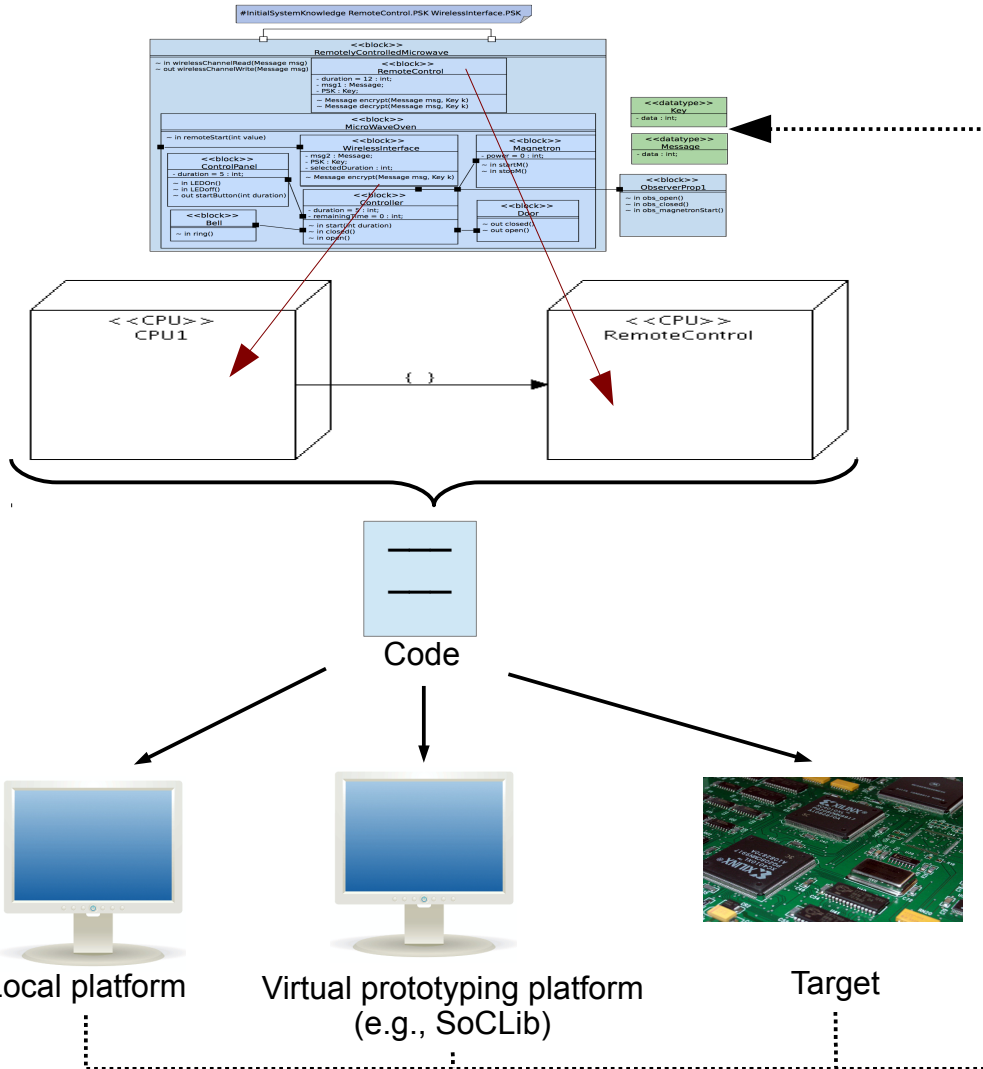 #InitialSystemKnowledge RemoteControl.PSK WirelessInterface.PSK
<<block>>
RemotelyControlledMicrowave
~ in wirelessChannelRead(Message msg)
~ out wirelessChannelWrite(Message msg)
<<block>>
RemoteControl
- duration = 12 : int;
- msg1 : Message;
- PSK : Key;
~ Message encrypt(Message msg, Key k)
~ Message decrypt(Message msg, Key k)
<<block>>
MicroWaveOven
~ in remoteStart(int value)
<<block>>
WirelessInterface
- msg2 : Message;
- PSK : Key;
- selectedDuration : int;
~ Message encrypt(Message msg, Key k)
<<block>>
Magnetron
- power = 0 : int;
~ in startM()
~ in stopM()
<<block>>
ControlPanel
- duration = 5 : int;
~ in LEDOn()
~ in LEDoff()
~ out startButton(int duration)
<<block>>
Controller
- duration = 5 : int;
- remainingTime = 0 : int;
~ in start(int duration)
~ in closed()
~ in open()
<<block>>
Bell
~ in ring()
<<block>>
Door
~ out closed()
~ out open()
<<datatype>>
Key
- data : int;
<<datatype>>
Message
- data : int;
<<block>>
ObserverProp1
~ in obs_open()
~ in obs_closed()
~ in obs_magnetronStart()
<<CPU>>
CPU1
{ }
<<CPU>>
RemoteControl
Code
Local platform
Virtual prototyping platform
(e.g., SoCLib)
Target
XILINX
XILINX